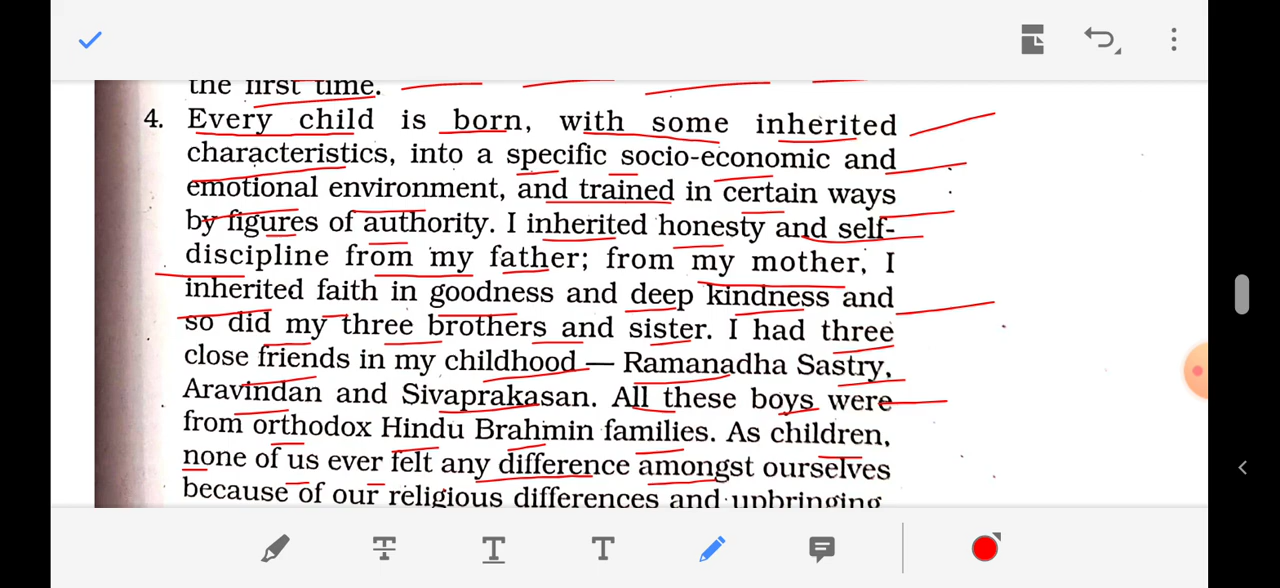 the first time.
4. Every child is born, with some inherited
characteristics, into a specific socio-economic and
emotional environment, and trained in certain ways
by figures of authority. I inherited honesty and self-
discipline from my father; from my mother, I
inherited faith in goodness and deep kindness and
so did my three brothers and sister. I had three
close friends in my childhood — Ramanadha Sastry,
Aravindan and Sivaprakasan. All these boys were
from orthodox Hindu Brahmin families. As children,
none of us ever felt any difference amongst ourselves
because of our religious differences and upbringing.
T T T